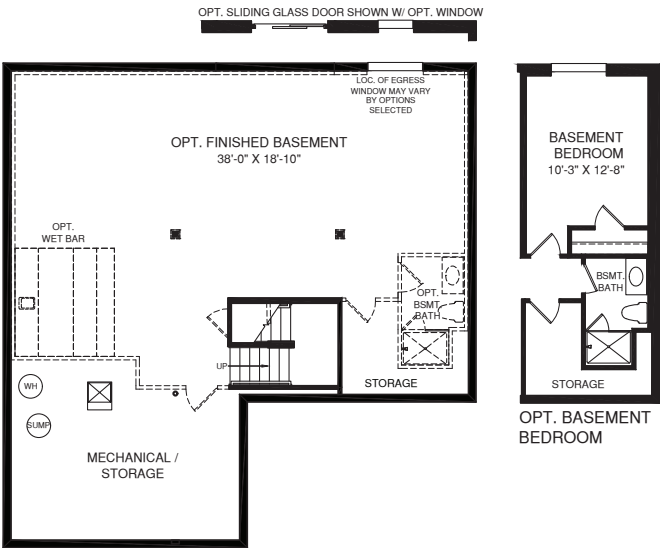 OPT. SLIDING GLASS DOOR SHOWN W/ OPT. WINDOW
LOC. OF EGRESS
WINDOW MAY VARY
BY OPTIONS
SELECTED
OPT. FINISHED BASEMENT
38'-0" X 18'-10"
OPT.
WET BAR
OPT.
BSMT.
BATH
UP
STORAGE
WH
SUMP
MECHANICAL /
STORAGE
BASEMENT
BEDROOM
10'-3" X 12'-8"
BSMT.
BATH
STORAGE
OPT. BASEMENT
BEDROOM